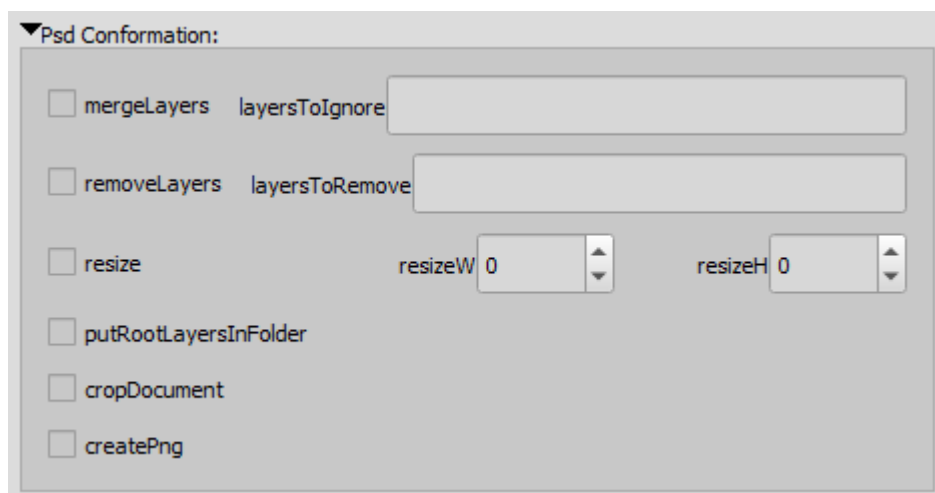 Psd Conformation:
mergeLayers layersToIgnore
removeLayers layersToRemove
resize resizeW 0 resizeH 0
putRootLayersInFolder
cropDocument
createPng